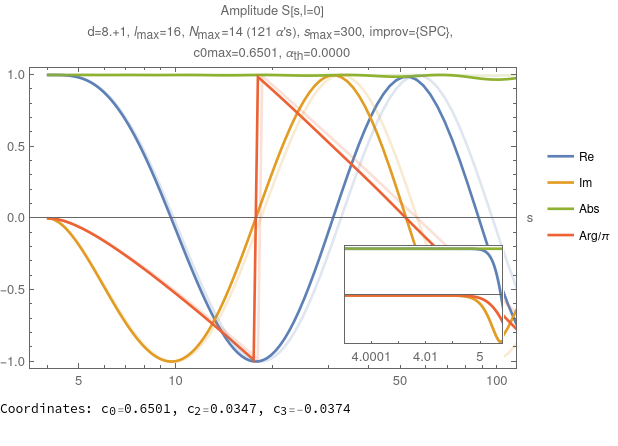 Amplitude S[s,l=0]
d=8.+1, lmax=16, Nmax=14 (121 α's), smax=300, improv={SPC},
c0max=0.6501, αth=0.0000
1.0
0.5
0.0
−0.5
−1.0
s
Re
Im
Abs
Arg/π
4.0001 4.01 5
5 10 50 100
Coordinates: c0=0.6501, c2=0.0347, c3=−0.0374